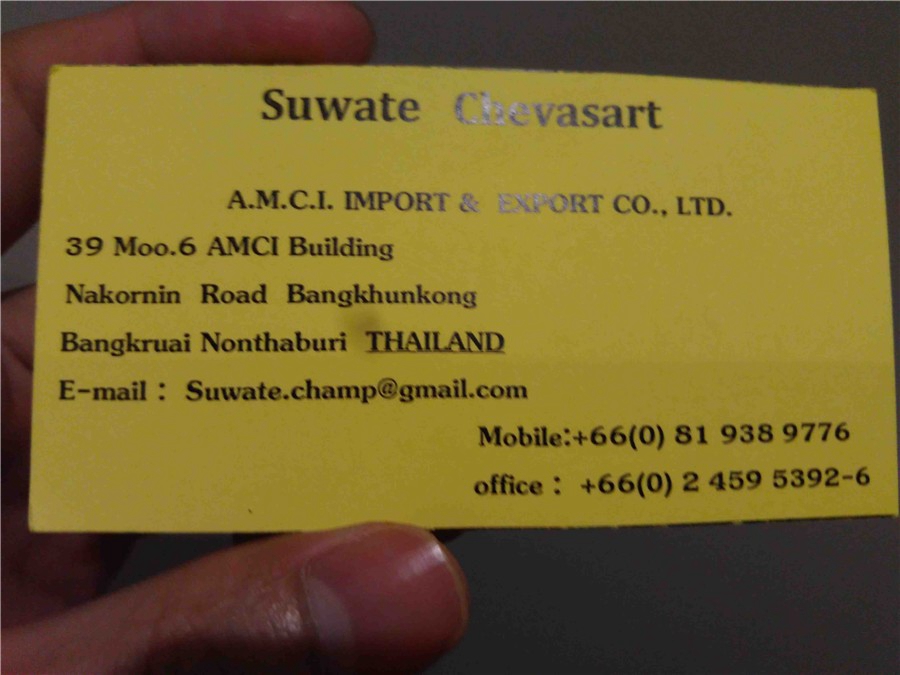 Suwate Chevasart
A.M.C.I. IMPORT & EXPORT CO., LTD.
39 Moo.6 AMCI Building
Nakornin Road Bangkhunkong
Bangkruai Nonthaburi THAILAND
E-mail : Suwate.champ@gmail.com
Mobile:+66(0) 81 938 9776
office : +66(0) 2 459 5392-6